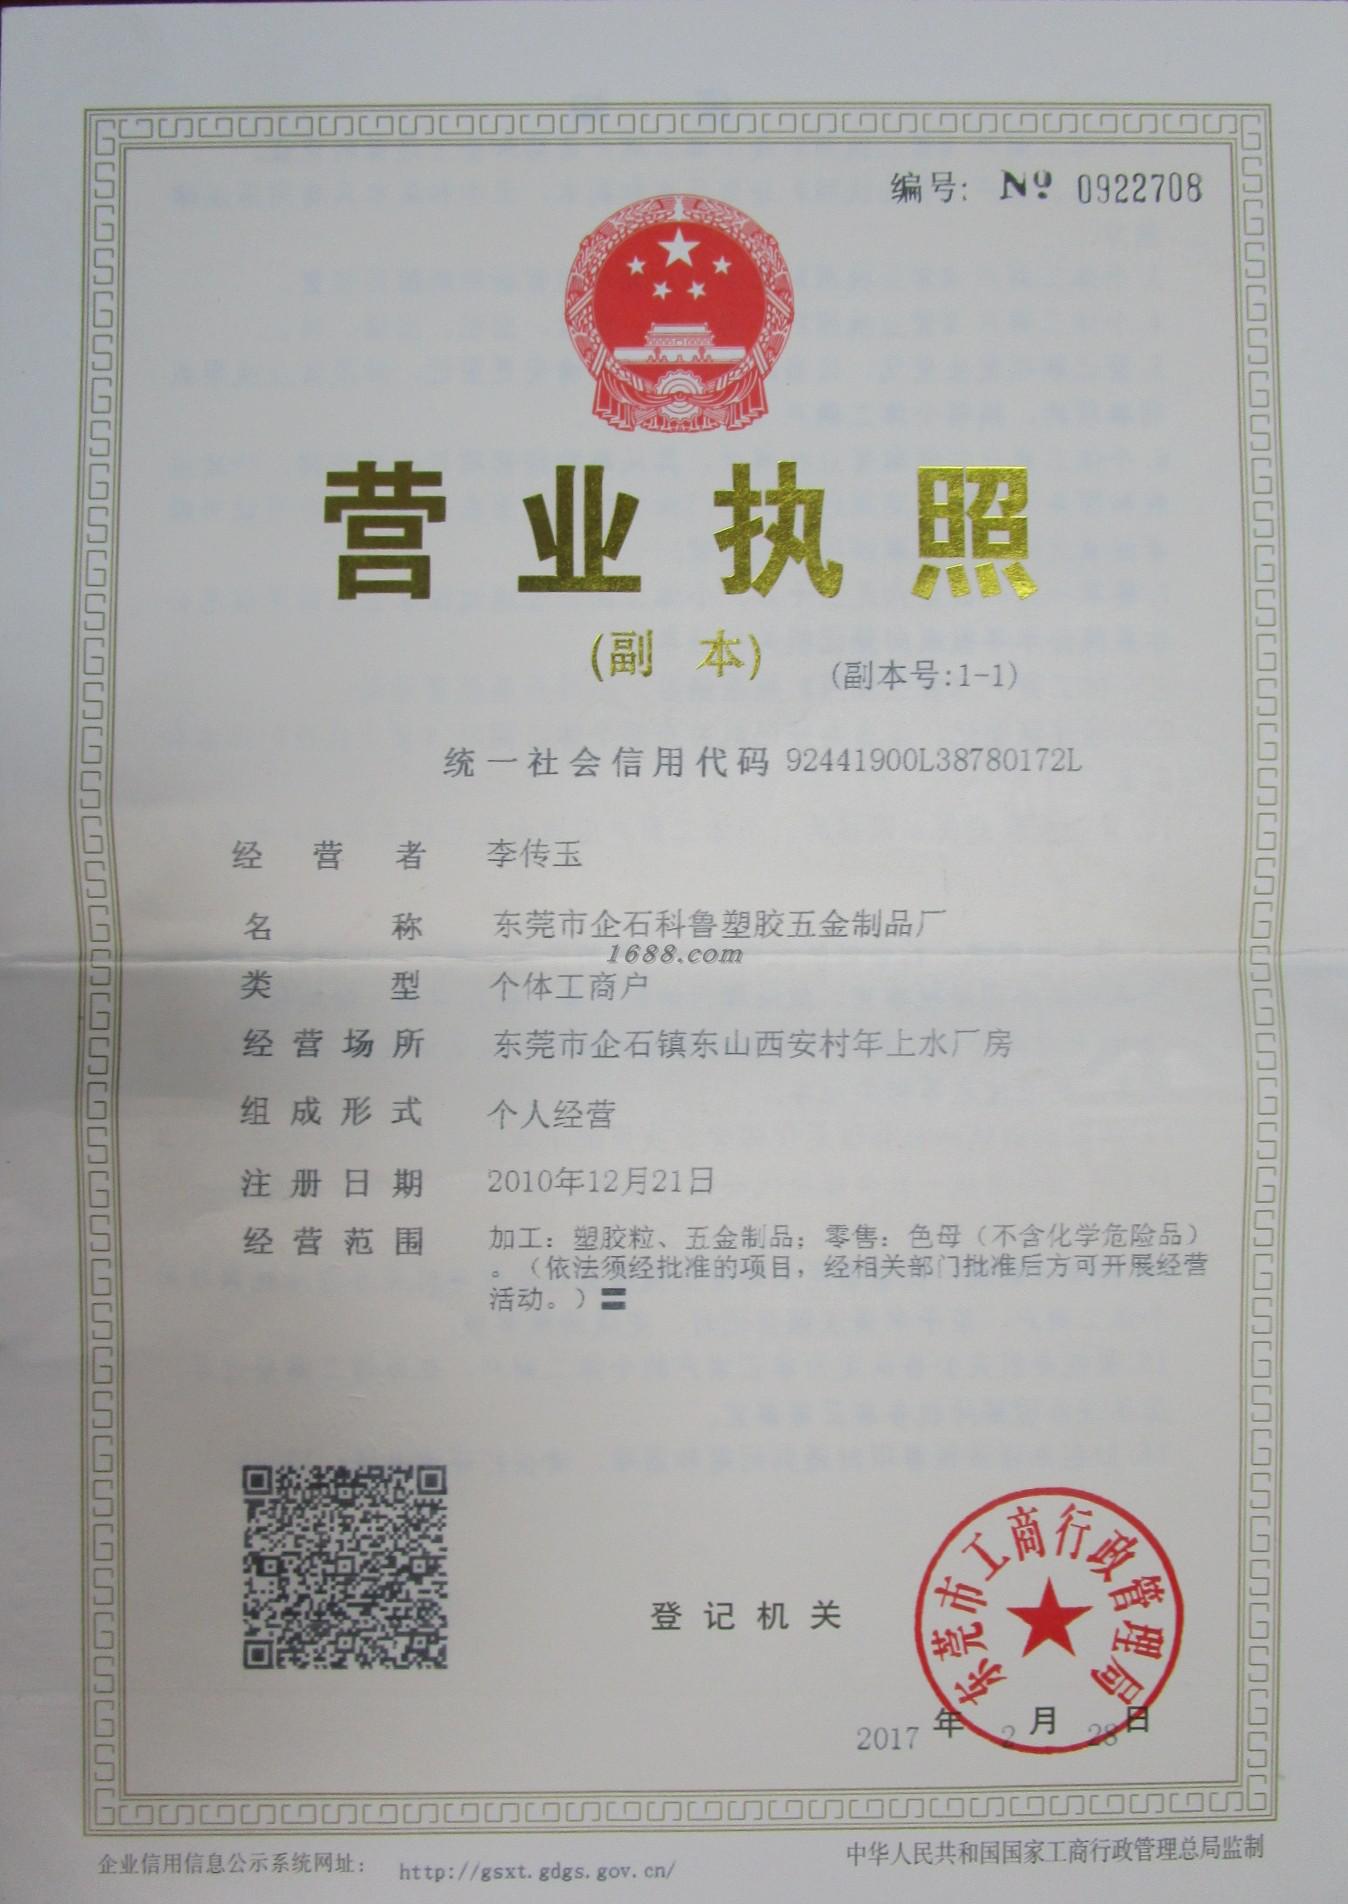 编号: No 0922708
营业执照
(副 本) (副本号:1-1)
统一社会信用代码 92441900L38780172L
经营者 李传玉
名称 东莞市企石科鲁塑胶五金制品厂
1688.com
类型 个体工商户
经营场所 东莞市企石镇东山西安村年上水厂房
组成形式 个人经营
注册日期 2010年12月21日
经营范围 加工：塑胶粒、五金制品；零售：色母（不含化学危险品）
。（依法须经批准的项目，经相关部门批准后方可开展经营
活动。）
东莞市工商行政管理局
登记机关
2017 年 2 月 28 日
企业信用信息公示系统网址： http://gsxt.gdgs.gov.cn/
中华人民共和国国家工商行政管理总局监制